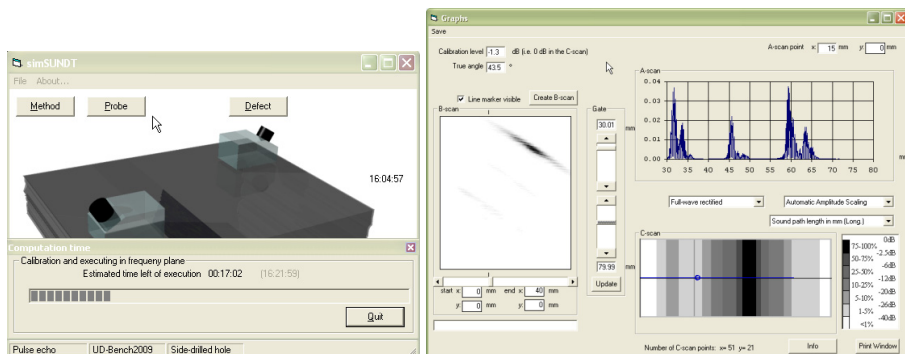 simSUNDT
File About...
Method Probe Defect
16:04:57
Computation time
Calibration and executing in frequeny plane
Estimated time left of execution 00:17:02 (16:21:59)
Quit
Pulse echo UD-Bench2009 Side-drilled hole
Graphs
Save
Calibration level -1.3 dB (i.e. 0 dB in the C-scan)
True angle 43.5 °
A-scan point x: 15 mm y: 0 mm
Line marker visible Create B-scan
B-scan
Gate
30.01 mm
79.99 mm
Update
start x: 0 mm end x: 40 mm
y: 0 mm y: 0 mm
A-scan
0.04
0.03
0.02
0.01
0.00
30 35 40 45 50 55 60 65 70 75 80
mm
Full-wave rectified Automatic Amplitude Scaling
Sound path length in mm (Long.)
C-scan
0dB
75-100% -2.5dB
50-75% -6dB
25-50% -12dB
10-25% -20dB
5-10% -26dB
1-5% -40dB
<1%
Number of C-scan points: x= 51 y= 21
Info Print Window